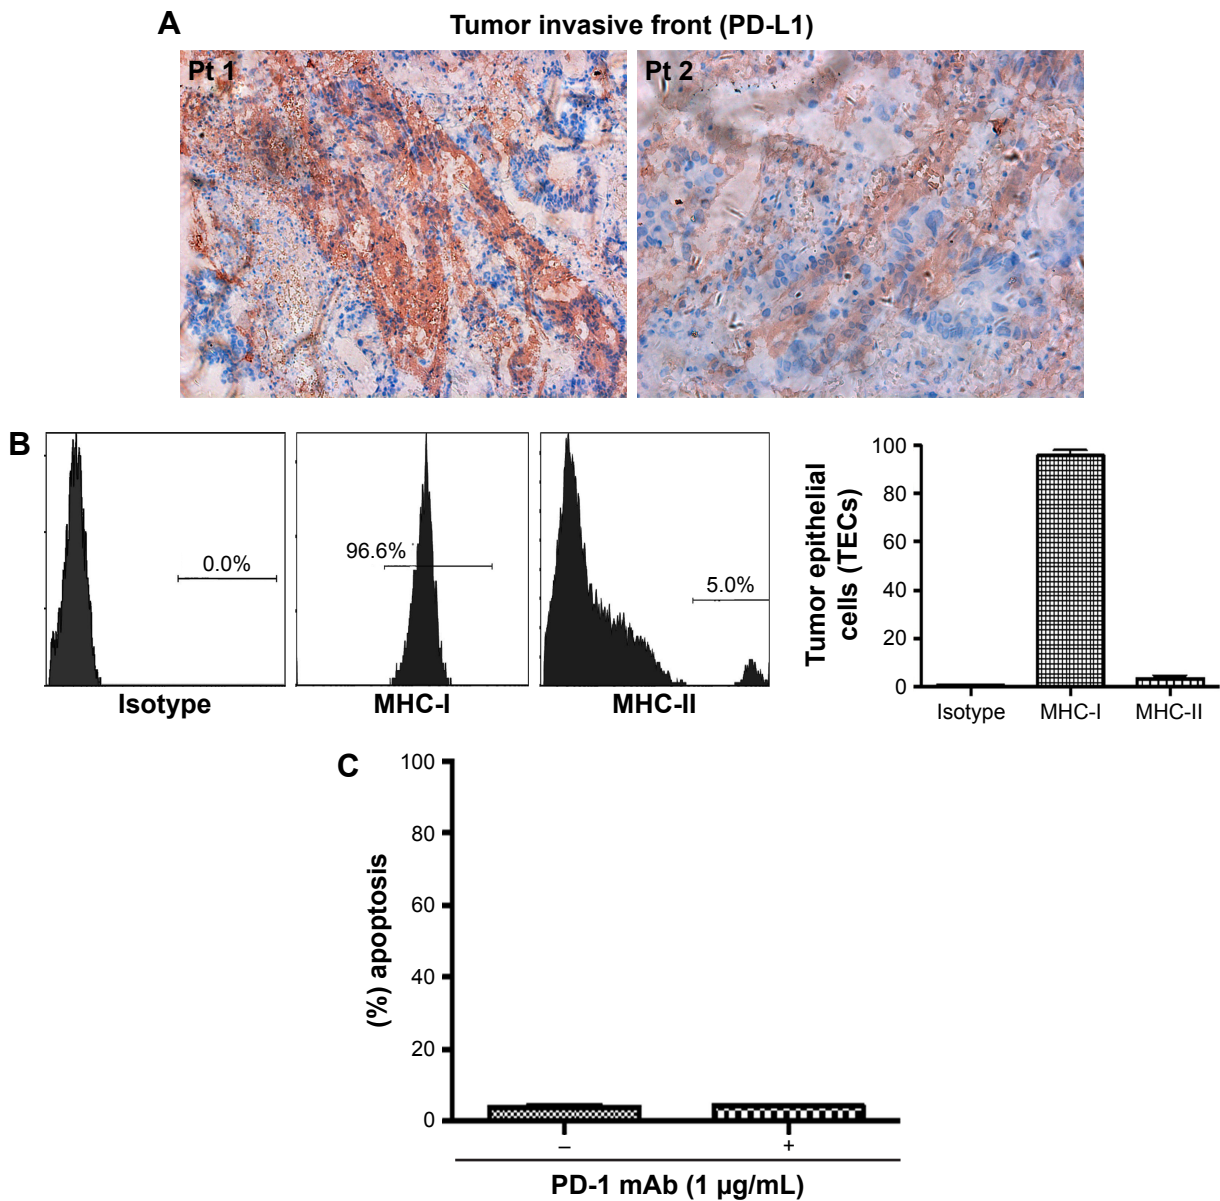 A
Tumor invasive front (PD-L1)
Pt 1
Pt 2
B
0.0%
96.6%
5.0%
Isotype
MHC-I
MHC-II
Tumor epithelial
cells (TECs)
100
80
60
40
20
0
Isotype
MHC-I
MHC-II
C
(%) apoptosis
100
80
60
40
20
0
–
+
PD-1 mAb (1 µg/mL)